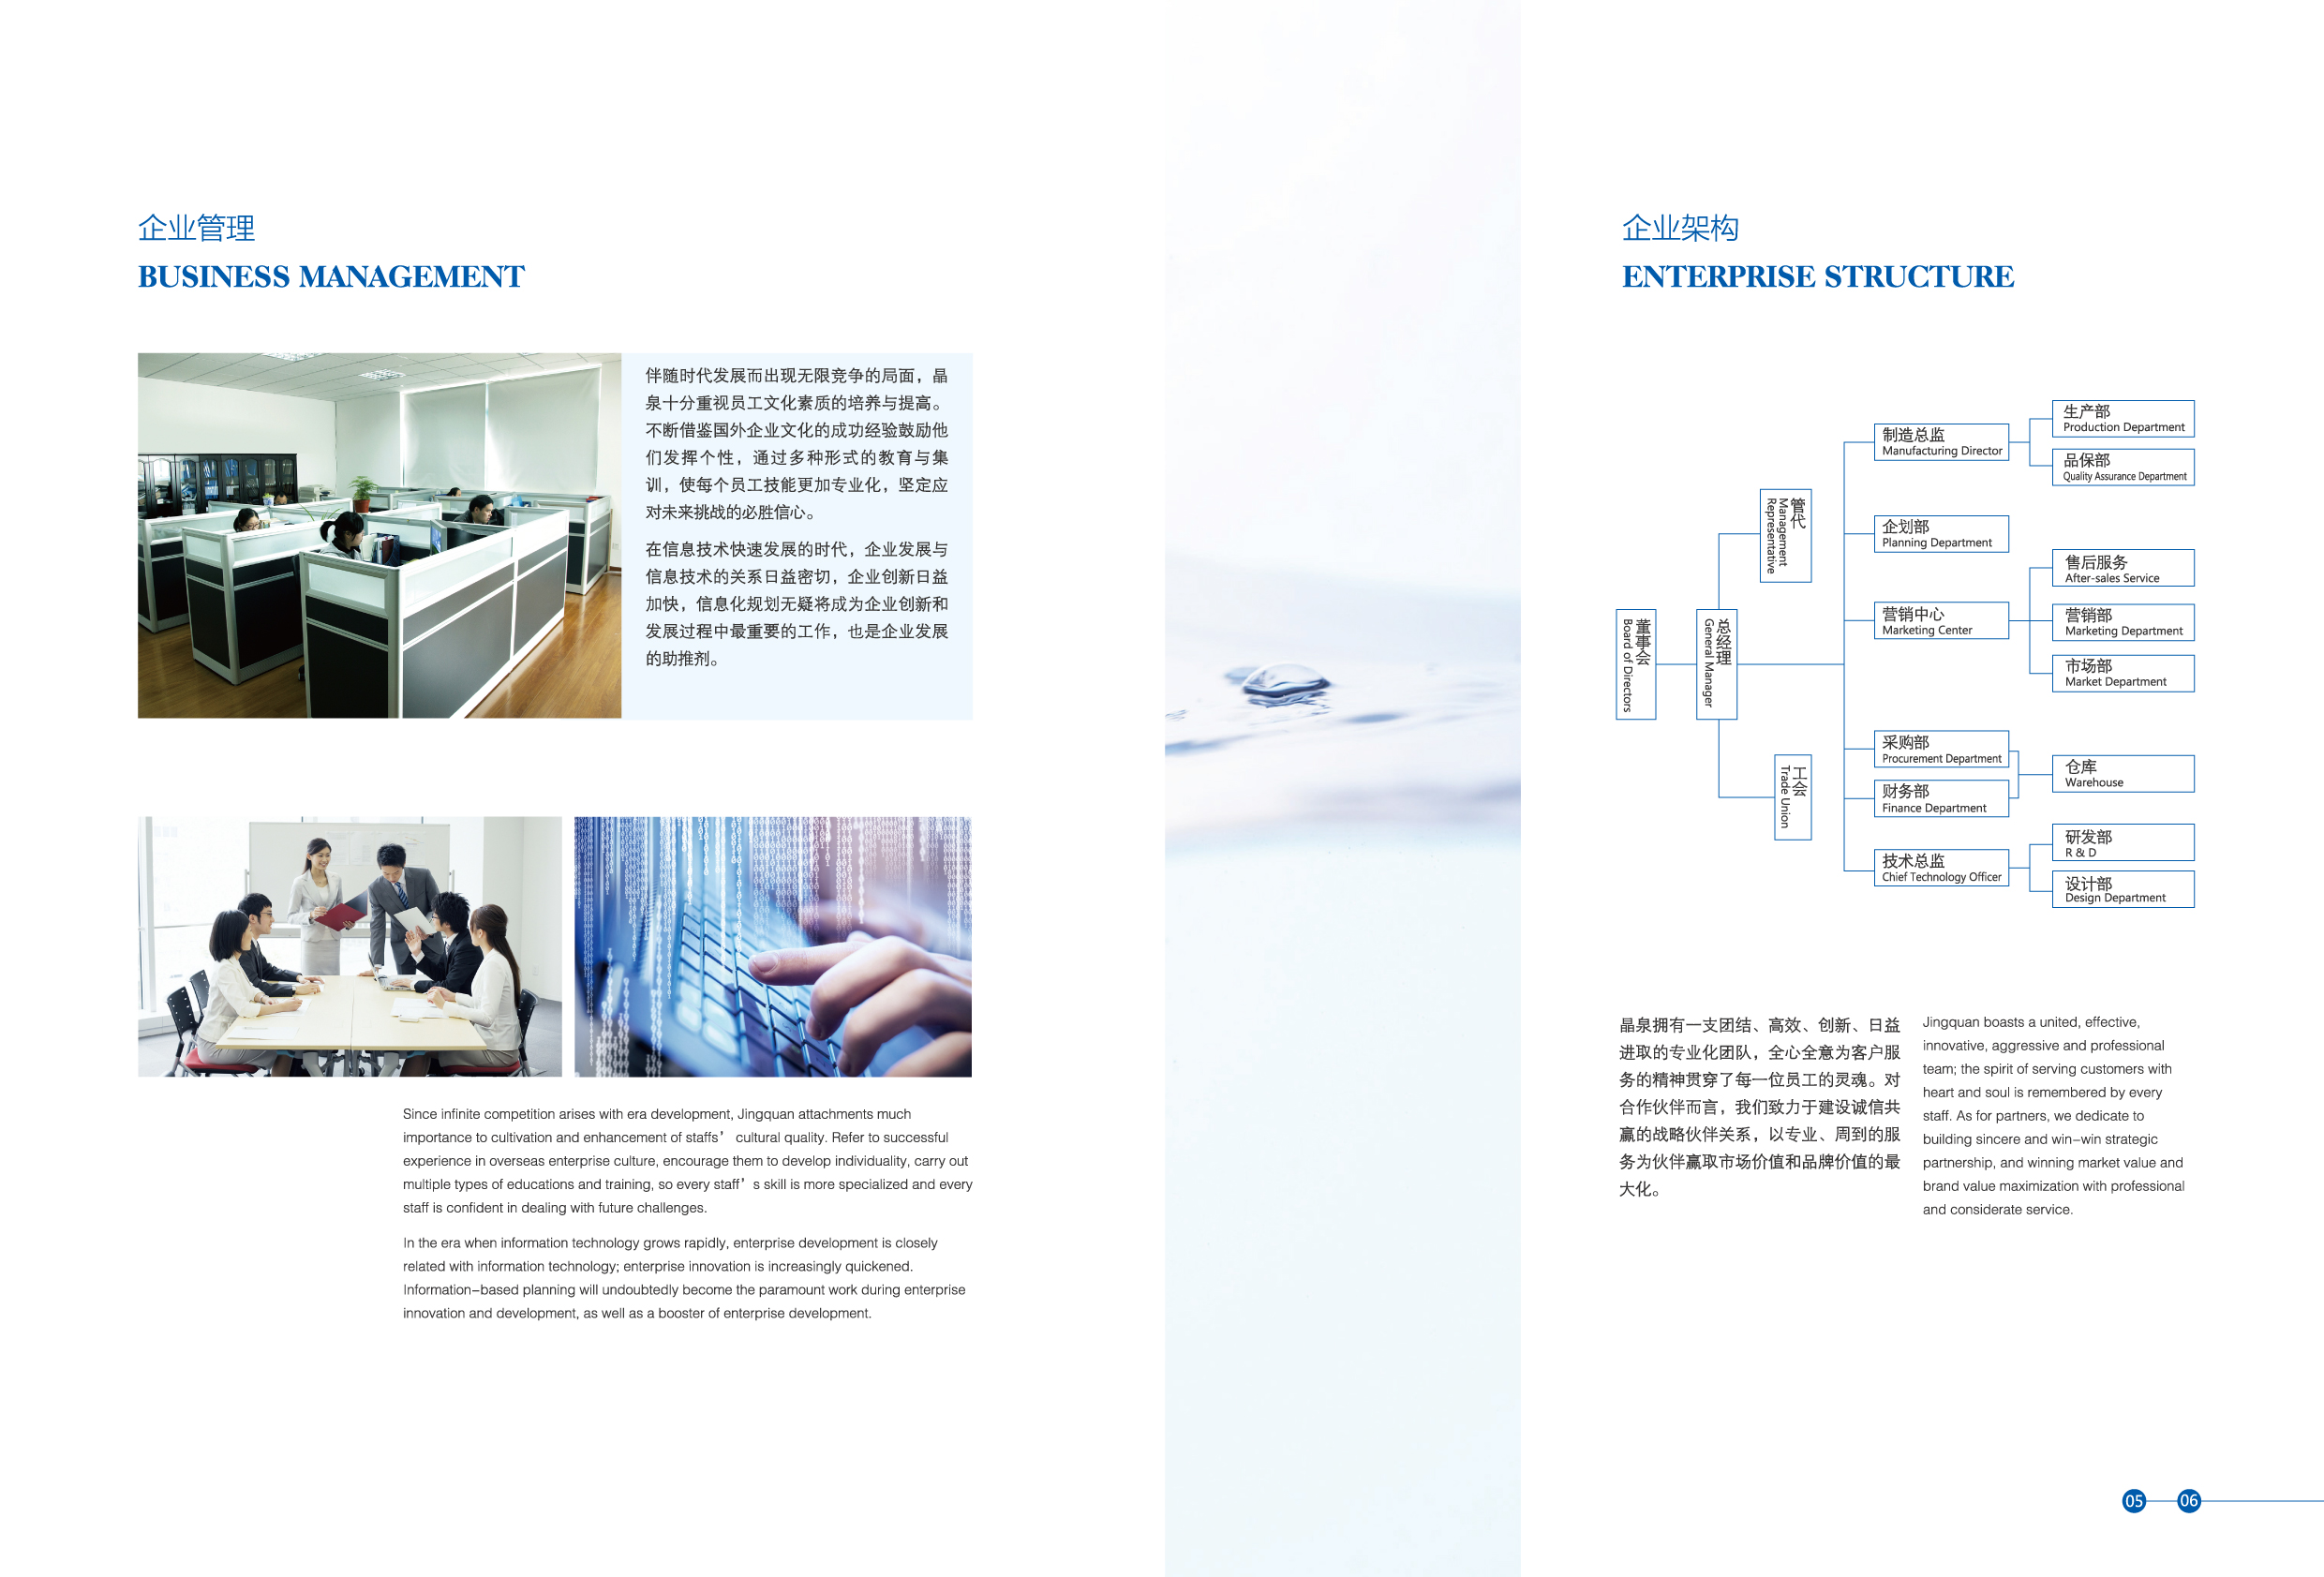 企业管理
BUSINESS MANAGEMENT
伴随时代发展而出现无限竞争的局面，晶
泉十分重视员工文化素质的培养与提高。
不断借鉴国外企业文化的成功经验鼓励他
们发挥个性，通过多种形式的教育与集
训，使每个员工技能更加专业化，坚定应
对未来挑战的必胜信心。
在信息技术快速发展的时代，企业发展与
信息技术的关系日益密切，企业创新日益
加快，信息化规划无疑将成为企业创新和
发展过程中最重要的工作，也是企业发展
的助推剂。
Since infinite competition arises with era development, Jingquan attachments much
importance to cultivation and enhancement of staffs’ cultural quality. Refer to successful
experience in overseas enterprise culture, encourage them to develop individuality, carry out
multiple types of educations and training, so every staff’s skill is more specialized and every
staff is confident in dealing with future challenges.
In the era when information technology grows rapidly, enterprise development is closely
related with information technology; enterprise innovation is increasingly quickened.
Information-based planning will undoubtedly become the paramount work during enterprise
innovation and development, as well as a booster of enterprise development.
企业架构
ENTERPRISE STRUCTURE
董事会
Board of Directors
总经理
General Manager
管代
Management
Representative
工会
Trade Union
制造总监
Manufacturing Director
生产部
Production Department
品保部
Quality Assurance Department
企划部
Planning Department
营销中心
Marketing Center
售后服务
After-sales Service
营销部
Marketing Department
市场部
Market Department
采购部
Procurement Department
财务部
Finance Department
仓库
Warehouse
技术总监
Chief Technology Officer
研发部
R & D
设计部
Design Department
晶泉拥有一支团结、高效、创新、日益
进取的专业化团队，全心全意为客户服
务的精神贯穿了每一位员工的灵魂。对
合作伙伴而言，我们致力于建设诚信共
赢的战略伙伴关系，以专业、周到的服
务为伙伴赢取市场价值和品牌价值的最
大化。
Jingquan boasts a united, effective,
innovative, aggressive and professional
team; the spirit of serving customers with
heart and soul is remembered by every
staff. As for partners, we dedicate to
building sincere and win-win strategic
partnership, and winning market value and
brand value maximization with professional
and considerate service.
05 06